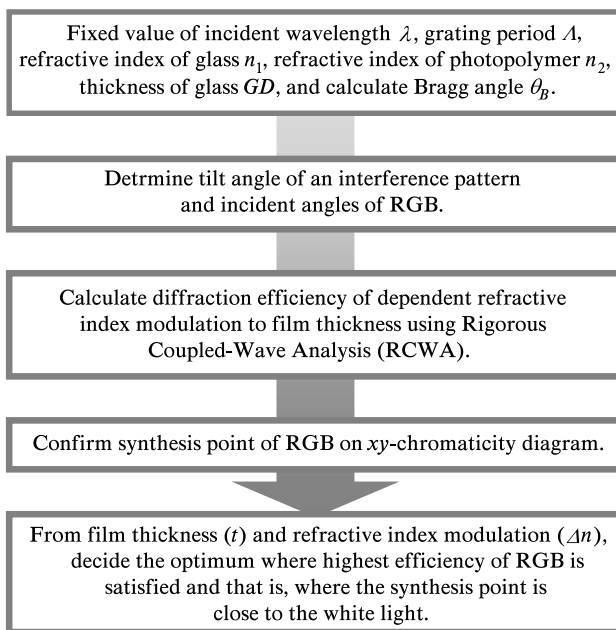 Fixed value of incident wavelength λ, grating period Λ,
refractive index of glass n₁, refractive index of photopolymer n₂,
thickness of glass GD, and calculate Bragg angle θ_B.
Detrmine tilt angle of an interference pattern
and incident angles of RGB.
Calculate diffraction efficiency of dependent refractive
index modulation to film thickness using Rigorous
Coupled-Wave Analysis (RCWA).
Confirm synthesis point of RGB on xy-chromaticity diagram.
From film thickness (t) and refractive index modulation (Δn),
decide the optimum where highest efficiency of RGB is
satisfied and that is, where the synthesis point is
close to the white light.